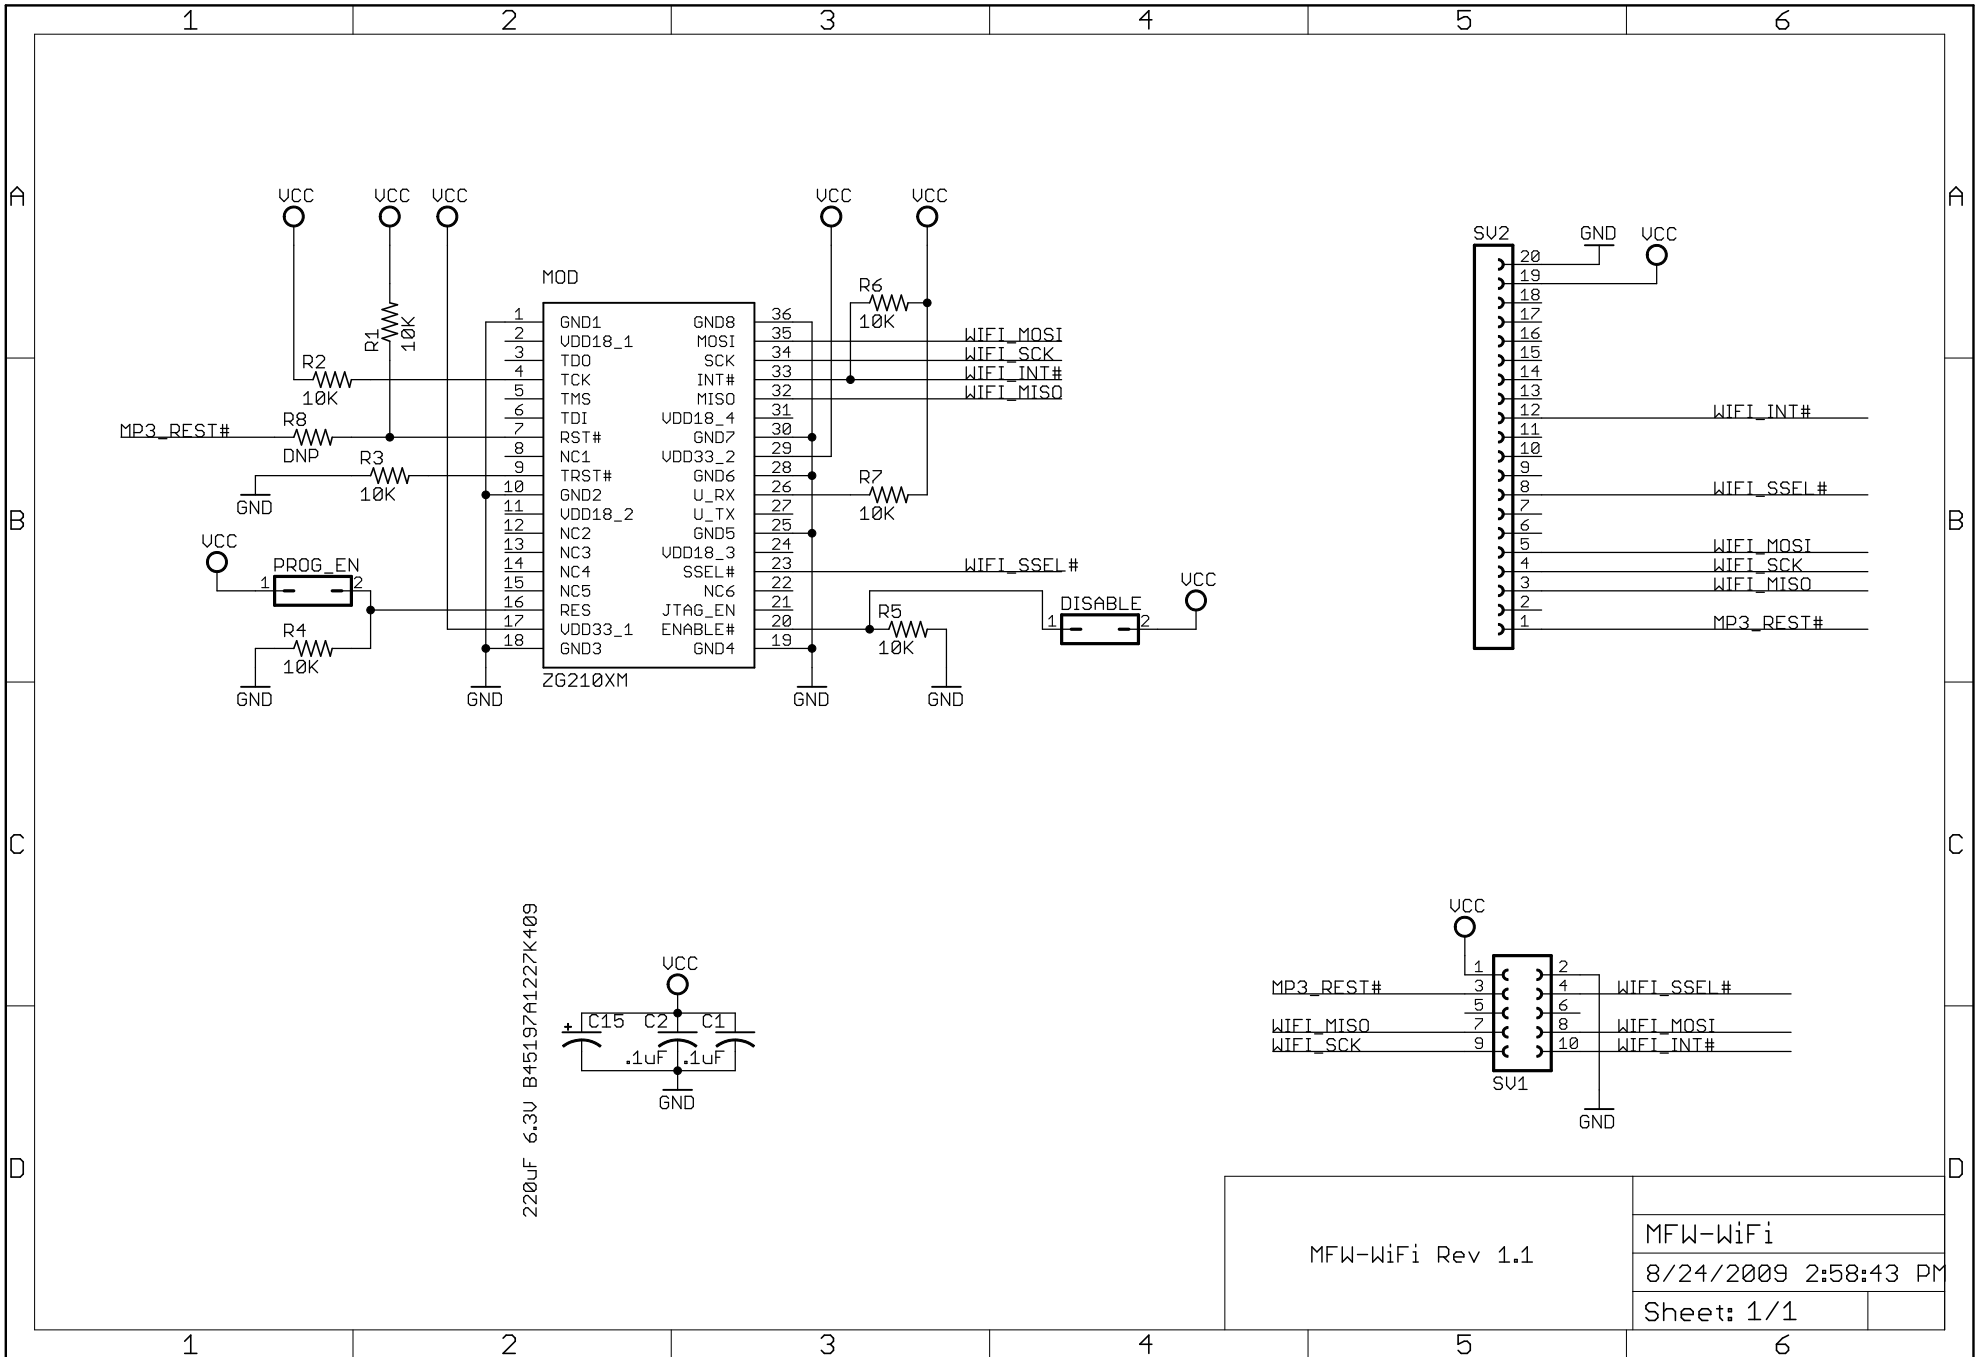 1 2 3 4 5 6
A A
B B
C C
D D
1 2 3 4 5 6
VCC VCC VCC VCC VCC
MOD
R1 10K
R2
10K
MP3_REST# R8
DNP
R3
10K
GND
VCC
PROG_EN
1 2
R4
10K
GND
GND
1 GND1
2 VDD18_1
3 TDO
4 TCK
5 TMS
6 TDI
7 RST#
8 NC1
9 TRST#
10 GND2
11 VDD18_2
12 NC2
13 NC3
14 NC4
15 NC5
16 RES
17 VDD33_1
18 GND3
GND8 36
MOSI 35
SCK 34
INT# 33
MISO 32
VDD18_4 31
GND7 30
VDD33_2 29
GND6 28
U_RX 26
U_TX 27
GND5 25
VDD18_3 24
SSEL# 23
NC6 22
JTAG_EN 21
ENABLE# 20
GND4 19
ZG210XM
R6
10K
WIFI_MOSI
WIFI_SCK
WIFI_INT#
WIFI_MISO
R7
10K
WIFI_SSEL#
R5
10K
DISABLE
1 2
VCC
GND
GND
SV2 GND VCC
20
19
18
17
16
15
14
13
12 WIFI_INT#
11
10
9
8 WIFI_SSEL#
7
6
5 WIFI_MOSI
4 WIFI_SCK
3 WIFI_MISO
2
1 MP3_REST#
220uF 6.3V B45197A1227K409
VCC
+ C15 C2 C1
.1uF .1uF
GND
VCC
1 2
MP3_REST# 3 4 WIFI_SSEL#
5 6
WIFI_MISO 7 8 WIFI_MOSI
WIFI_SCK 9 10 WIFI_INT#
SV1
GND
MFW-WiFi Rev 1.1
MFW-WiFi
8/24/2009 2:58:43 PM
Sheet: 1/1